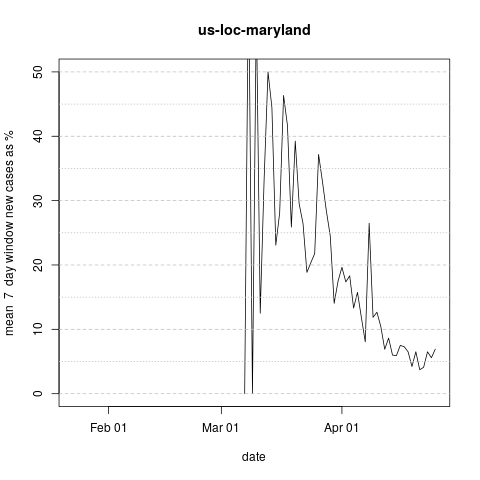 us-loc-maryland
mean 7 day window new cases as %
50
40
30
20
10
0
Feb 01
Mar 01
Apr 01
date